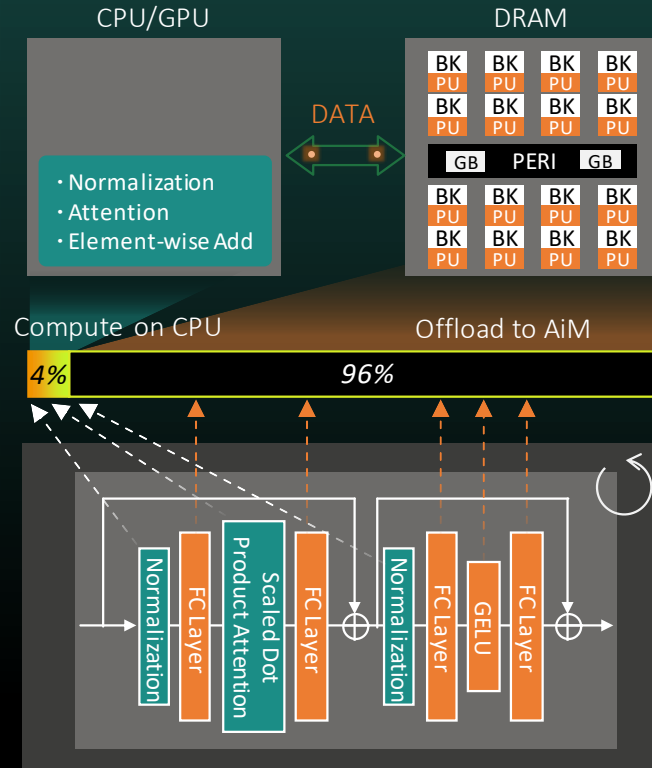 CPU/GPU
DRAM
BK BK BK BK
PU PU PU PU
BK BK BK BK
PU PU PU PU
DATA
GB PERI GB
· Normalization
· Attention
· Element-wise Add
BK BK BK BK
PU PU PU PU
BK BK BK BK
PU PU PU PU
Compute on CPU
Offload to AiM
4%
96%
Normalization
FC Layer
Scaled Dot
Product Attention
FC Layer
Normalization
FC Layer
GELU
FC Layer